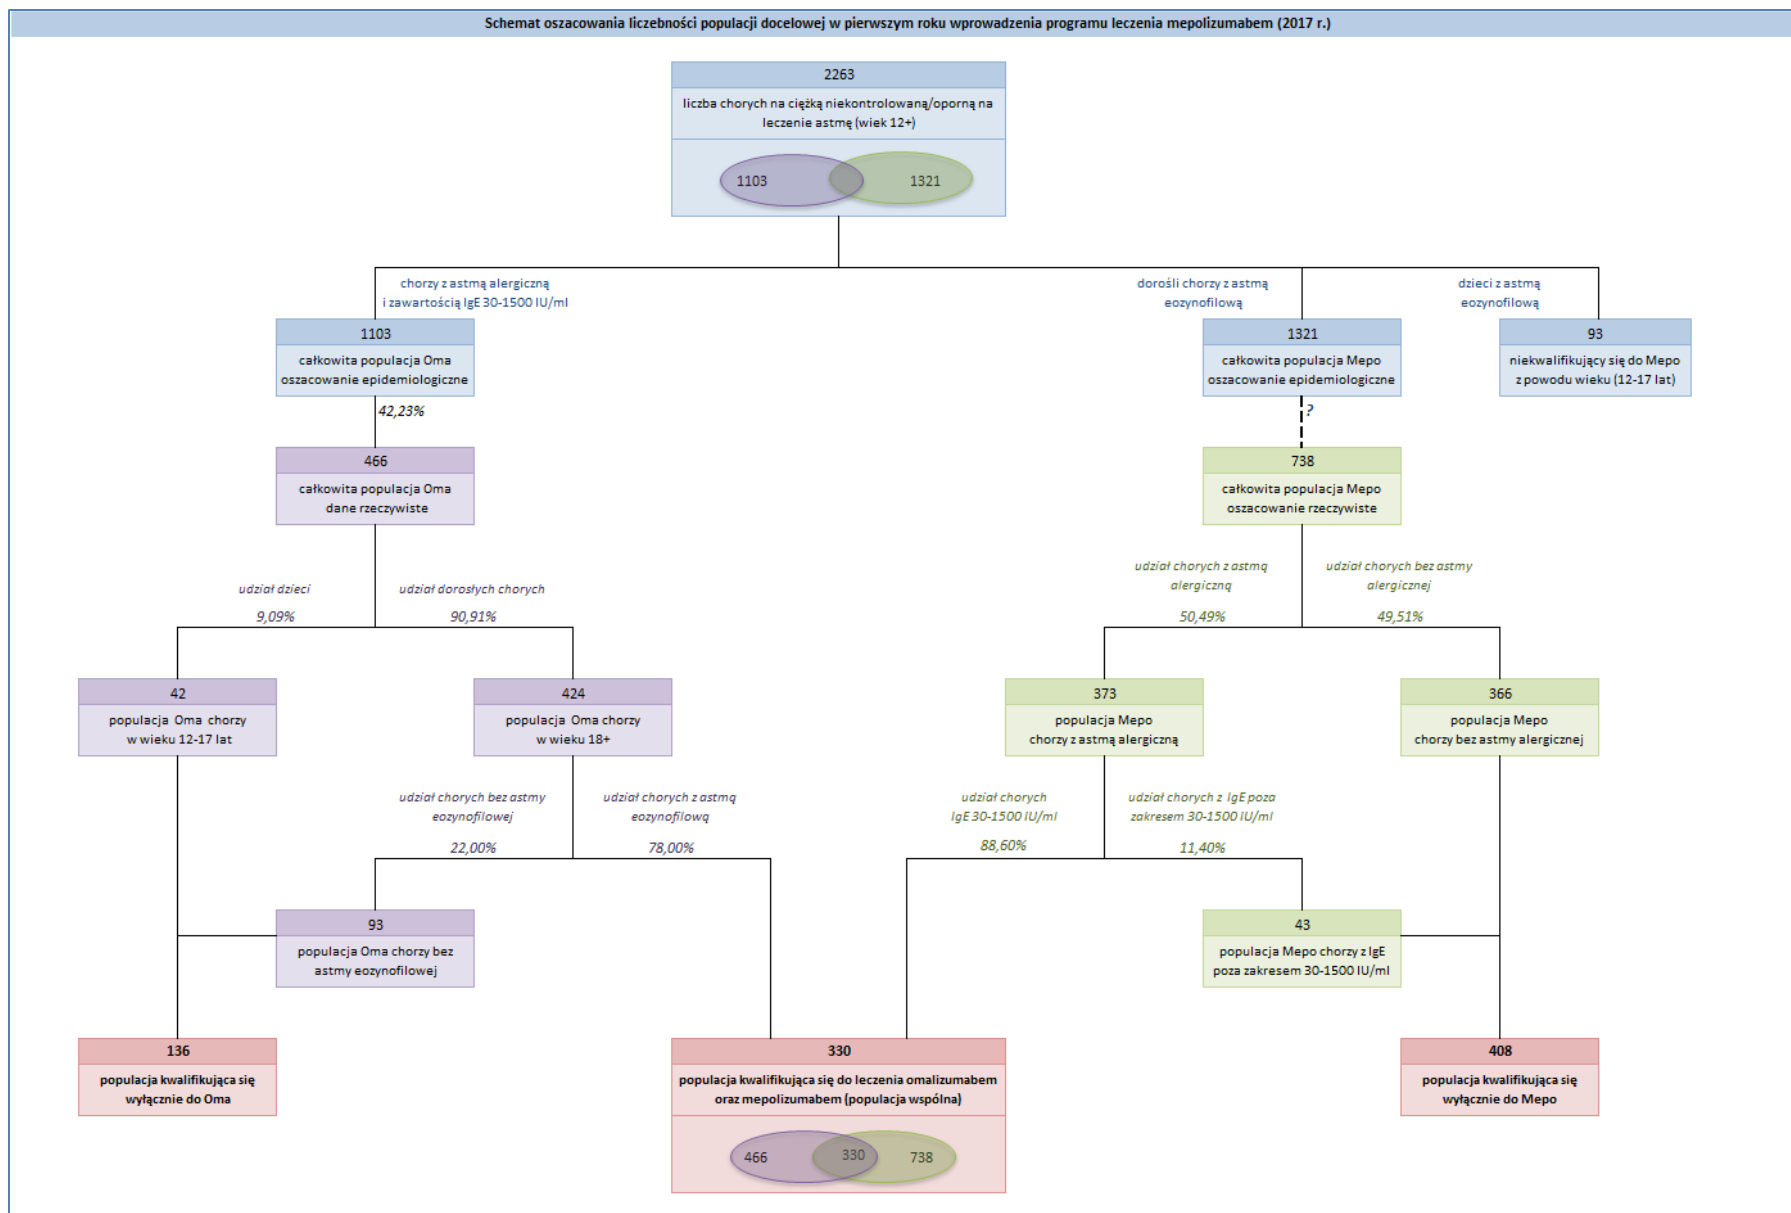 Schemat oszacowania liczebności populacji docelowej w pierwszym roku wprowadzenia programu leczenia mepolizumabem (2017 r.)
2263
liczba chorych na ciężką niekontrolowaną/oporną na
leczenie astmę (wiek 12+)
1103
1321
chorzy z astmą alergiczną
i zawartością IgE 30-1500 IU/ml
dorośli chorzy z astmą
eozynofilową
dzieci z astmą
eozynofilową
1103
całkowita populacja Oma
oszacowanie epidemiologiczne
1321
całkowita populacja Mepo
oszacowanie epidemiologiczne
93
niekwalifikujący się do Mepo
z powodu wieku (12-17 lat)
42,23%
?
466
całkowita populacja Oma
dane rzeczywiste
738
całkowita populacja Mepo
oszacowanie rzeczywiste
udział dzieci
9,09%
udział dorosłych chorych
90,91%
udział chorych z astmą
alergiczną
50,49%
udział chorych bez astmy
alergicznej
49,51%
42
populacja Oma chorzy
w wieku 12-17 lat
424
populacja Oma chorzy
w wieku 18+
373
populacja Mepo
chorzy z astmą alergiczną
366
populacja Mepo
chorzy bez astmy alergicznej
udział chorych bez astmy
eozynofilowej
22,00%
udział chorych z astmą
eozynofilową
78,00%
udział chorych
IgE 30-1500 IU/ml
88,60%
udział chorych z IgE poza
zakresem 30-1500 IU/ml
11,40%
93
populacja Oma chorzy bez
astmy eozynofilowej
43
populacja Mepo chorzy z IgE
poza zakresem 30-1500 IU/ml
136
populacja kwalifikująca się
wyłącznie do Oma
330
populacja kwalifikująca się do leczenia omalizumabem
oraz mepolizumabem (populacja wspólna)
466
330
738
408
populacja kwalifikująca się
wyłącznie do Mepo